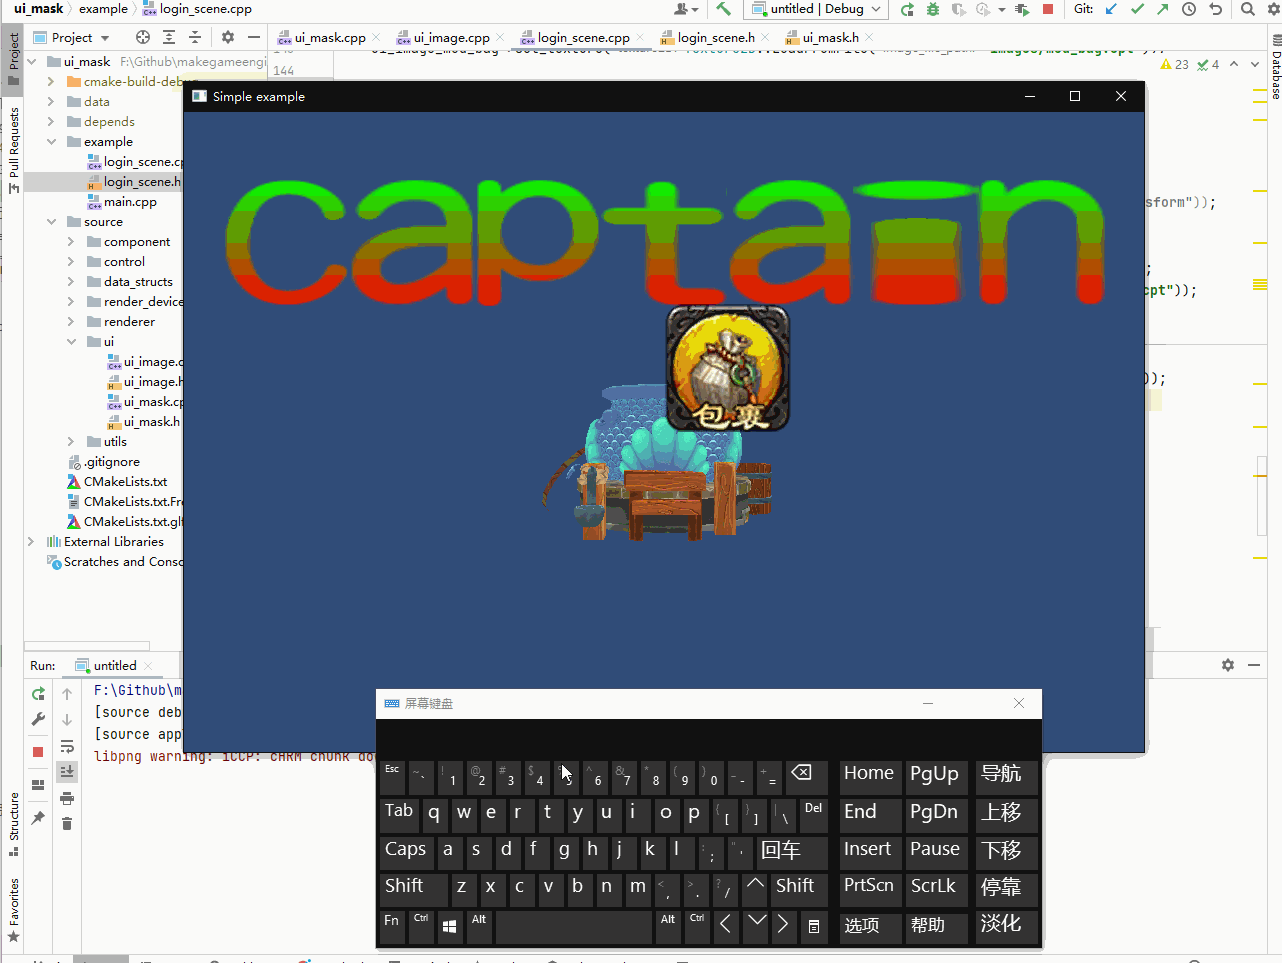 ui_mask example login_scene.cpp
untitled | Debug
Git:
Project
ui_mask.cpp ui_image.cpp login_scene.cpp login_scene.h ui_mask.h
Project
Pull Requests
Structure
Favorites
Database
144
23 4
ui_mask F:\Github\makegameengi
cmake-build-deb
data
depends
example
login_scene.cp
login_scene.h
main.cpp
source
component
control
data_structs
render_device
renderer
ui
ui_image.c
ui_image.h
ui_mask.cp
ui_mask.h
utils
.gitignore
CMakeLists.txt
CMakeLists.txt.Fre
CMakeLists.txt.glf
External Libraries
Scratches and Conso
Simple example
captain
包裹
sform"));
;
cpt"));
));
Run: untitled
F:\Github\m
[source deb
[source app
libpng warning: iCCP: cHRM chunk do
屏幕键盘
Esc ~ ` ! 1 @ 2 # 3 $ 4 5 ^ 6 & 7 * 8 ( 9 ) 0 _ - + = Home PgUp 导航
Tab q w e r t y u i o p { [ } ] | \ Del End PgDn 上移
Caps a s d f g h j k l : ; " ' 回车 Insert Pause 下移
Shift z x c v b n m < , > . ? / Shift PrtScn ScrLk 停靠
Fn Ctrl Alt Alt Ctrl 选项 帮助 淡化